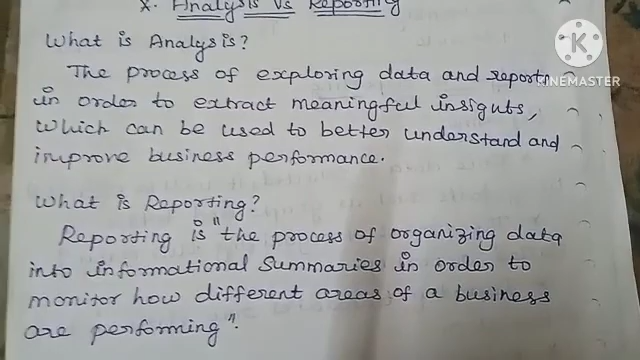 X. Analysis Vs Reporting
What is Analysis?
The process of exploring data and reports
in order to extract meaningful insiguts,
which can be used to better understand and
improve business performance.
What is Reporting?
Reporting is "the process of organizing data
into informational Summaries in order to
monitor how different areas of a business
are performing".
KINEMASTER